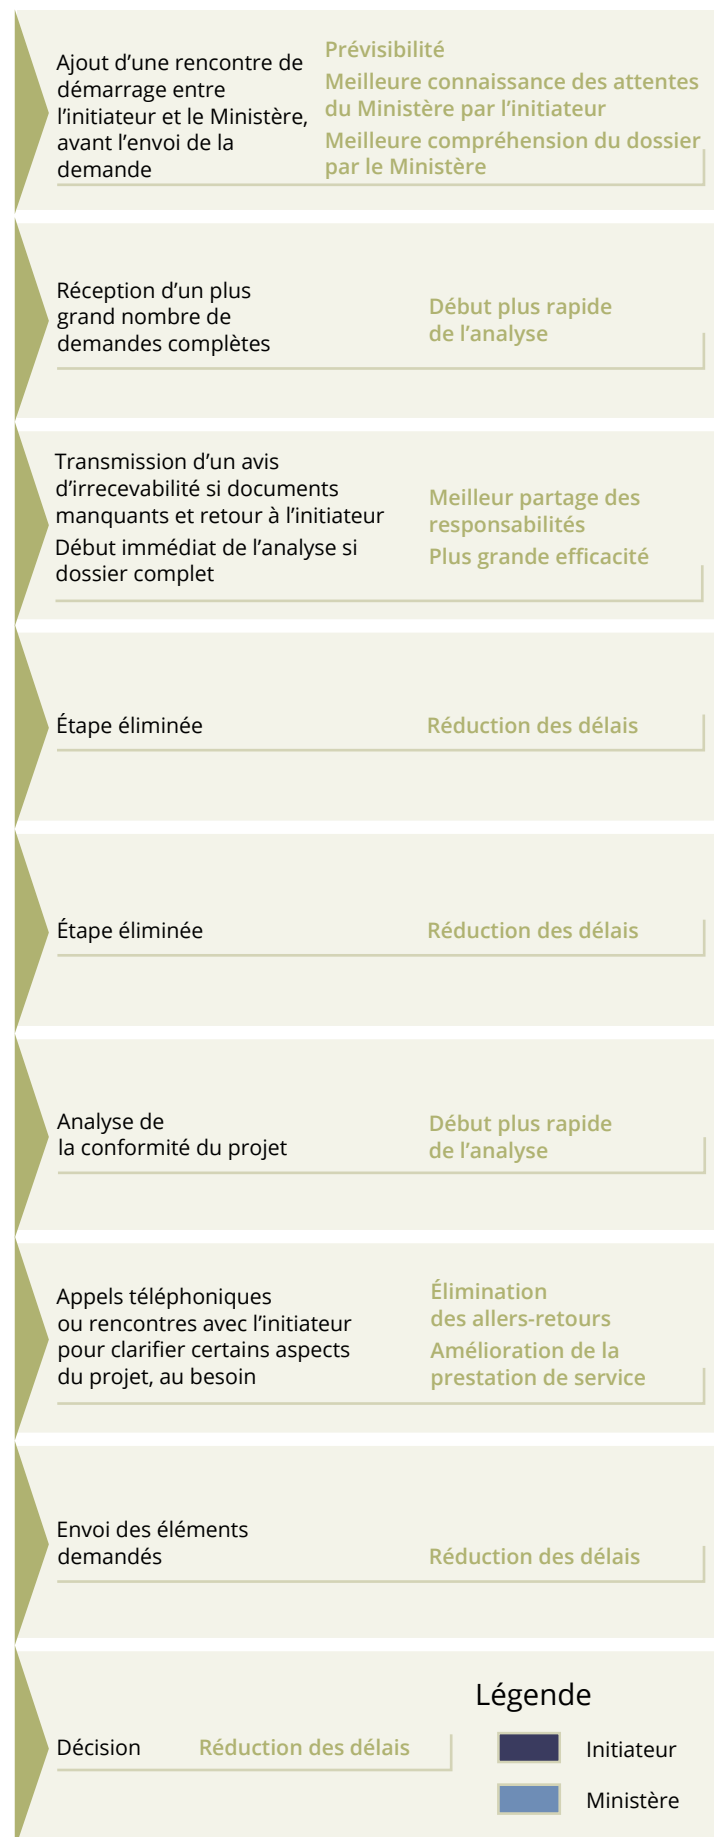 Ajout d’une rencontre de
démarrage entre
l’initiateur et le Ministère,
avant l’envoi de la
demande
Prévisibilité
Meilleure connaissance des attentes
du Ministère par l’initiateur
Meilleure compréhension du dossier
par le Ministère
Réception d’un plus
grand nombre de
demandes complètes
Début plus rapide
de l’analyse
Transmission d’un avis
d’irrecevabilité si documents
manquants et retour à l’initiateur
Début immédiat de l’analyse si
dossier complet
Meilleur partage des
responsabilités
Plus grande efficacité
Étape éliminée
Réduction des délais
Étape éliminée
Réduction des délais
Analyse de
la conformité du projet
Début plus rapide
de l’analyse
Appels téléphoniques
ou rencontres avec l’initiateur
pour clarifier certains aspects
du projet, au besoin
Élimination
des allers-retours
Amélioration de la
prestation de service
Envoi des éléments
demandés
Réduction des délais
Décision
Réduction des délais
Légende
Initiateur
Ministère